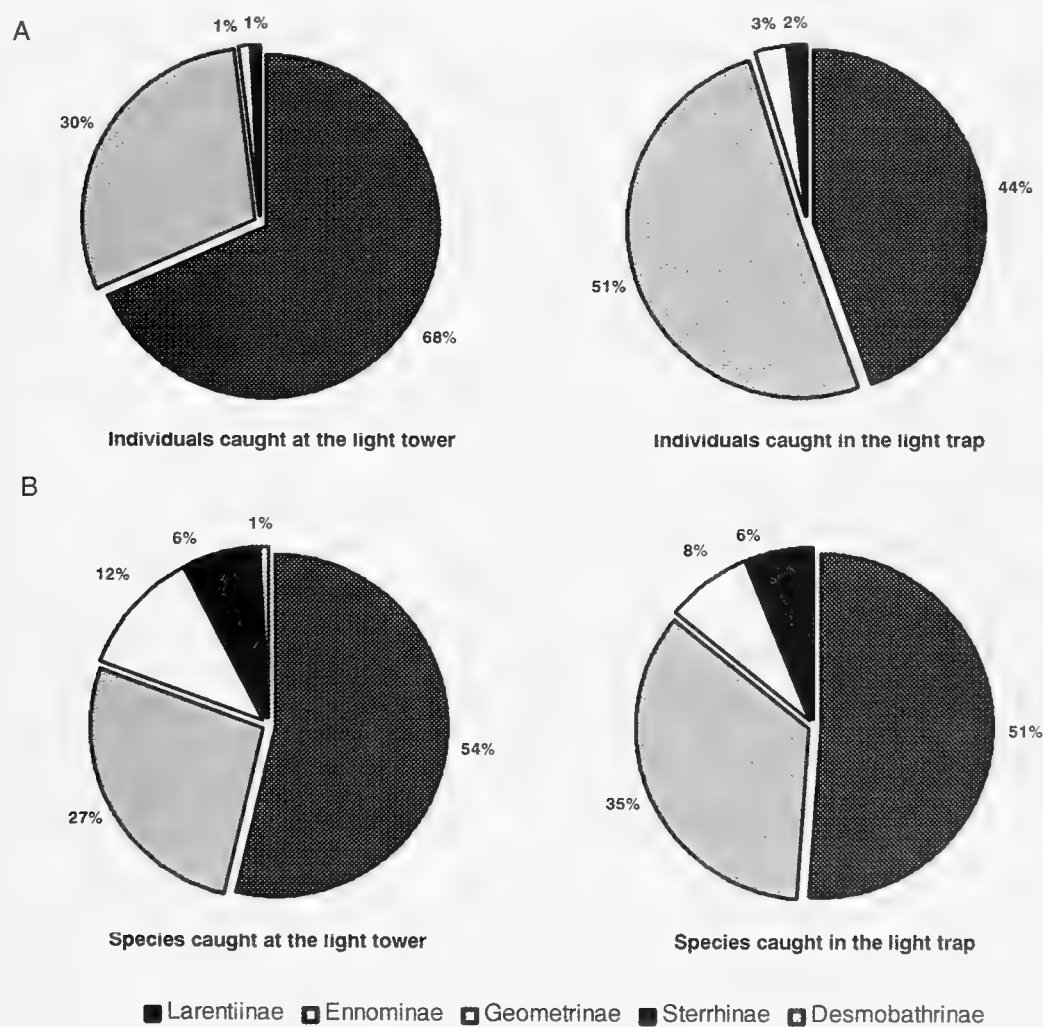 A
1% 1%
3% 2%
30%
44%
51%
68%
Individuals caught at the light tower
Individuals caught in the light trap
B
1%
6%
6%
8%
12%
54%
51%
27%
35%
Species caught at the light tower
Species caught in the light trap
Larentiinae Ennominae Geometrinae Sterrhinae Desmobathrinae